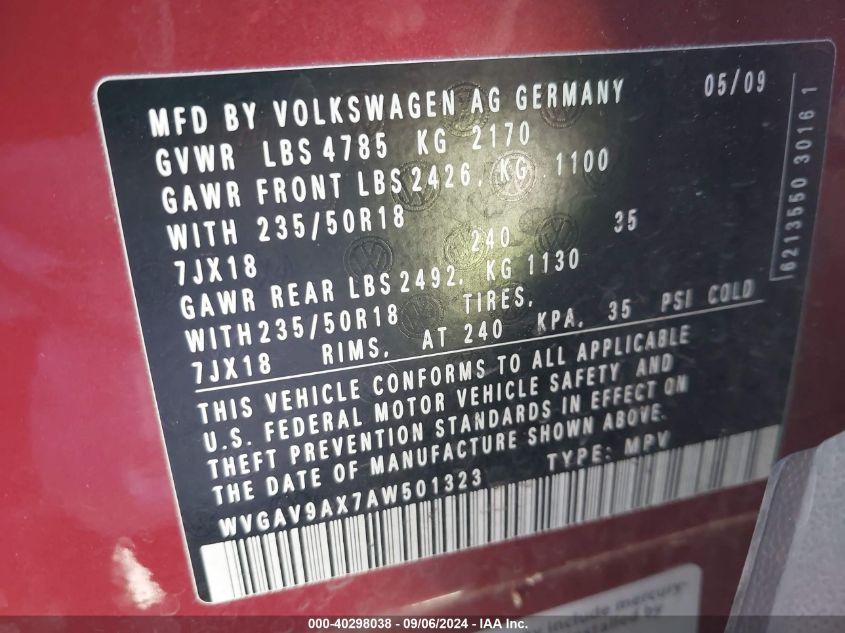 MFD BY VOLKSWAGEN AG GERMANY 05/09
GVWR LBS 4785 KG 2170
GAWR FRONT LBS 2426, KG 1100
WITH 235/50R18
7JX18 240 35
GAWR REAR LBS 2492, KG 1130
WITH 235/50R18 TIRES,
7JX18 RIMS, AT 240 KPA, 35 PSI COLD
THIS VEHICLE CONFORMS TO ALL APPLICABLE
U.S. FEDERAL MOTOR VEHICLE SAFETY AND
THEFT PREVENTION STANDARDS IN EFFECT ON
THE DATE OF MANUFACTURE SHOWN ABOVE.
WVGAV9AX7AW501323 TYPE: MPV
6213550 3016 1
include mercury-
installed by
000-40298038 - 09/06/2024 - IAA Inc.